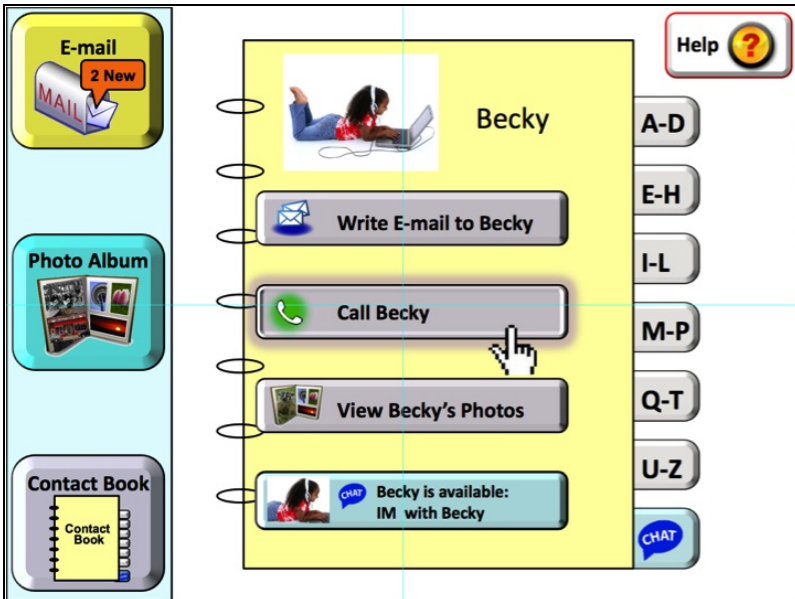 E-mail
2 New
MAIL
Photo Album
Contact Book
Contact
Book
Becky
Write E-mail to Becky
Call Becky
View Becky's Photos
CHAT
Becky is available:
IM with Becky
Help ?
A-D
E-H
I-L
M-P
Q-T
U-Z
CHAT